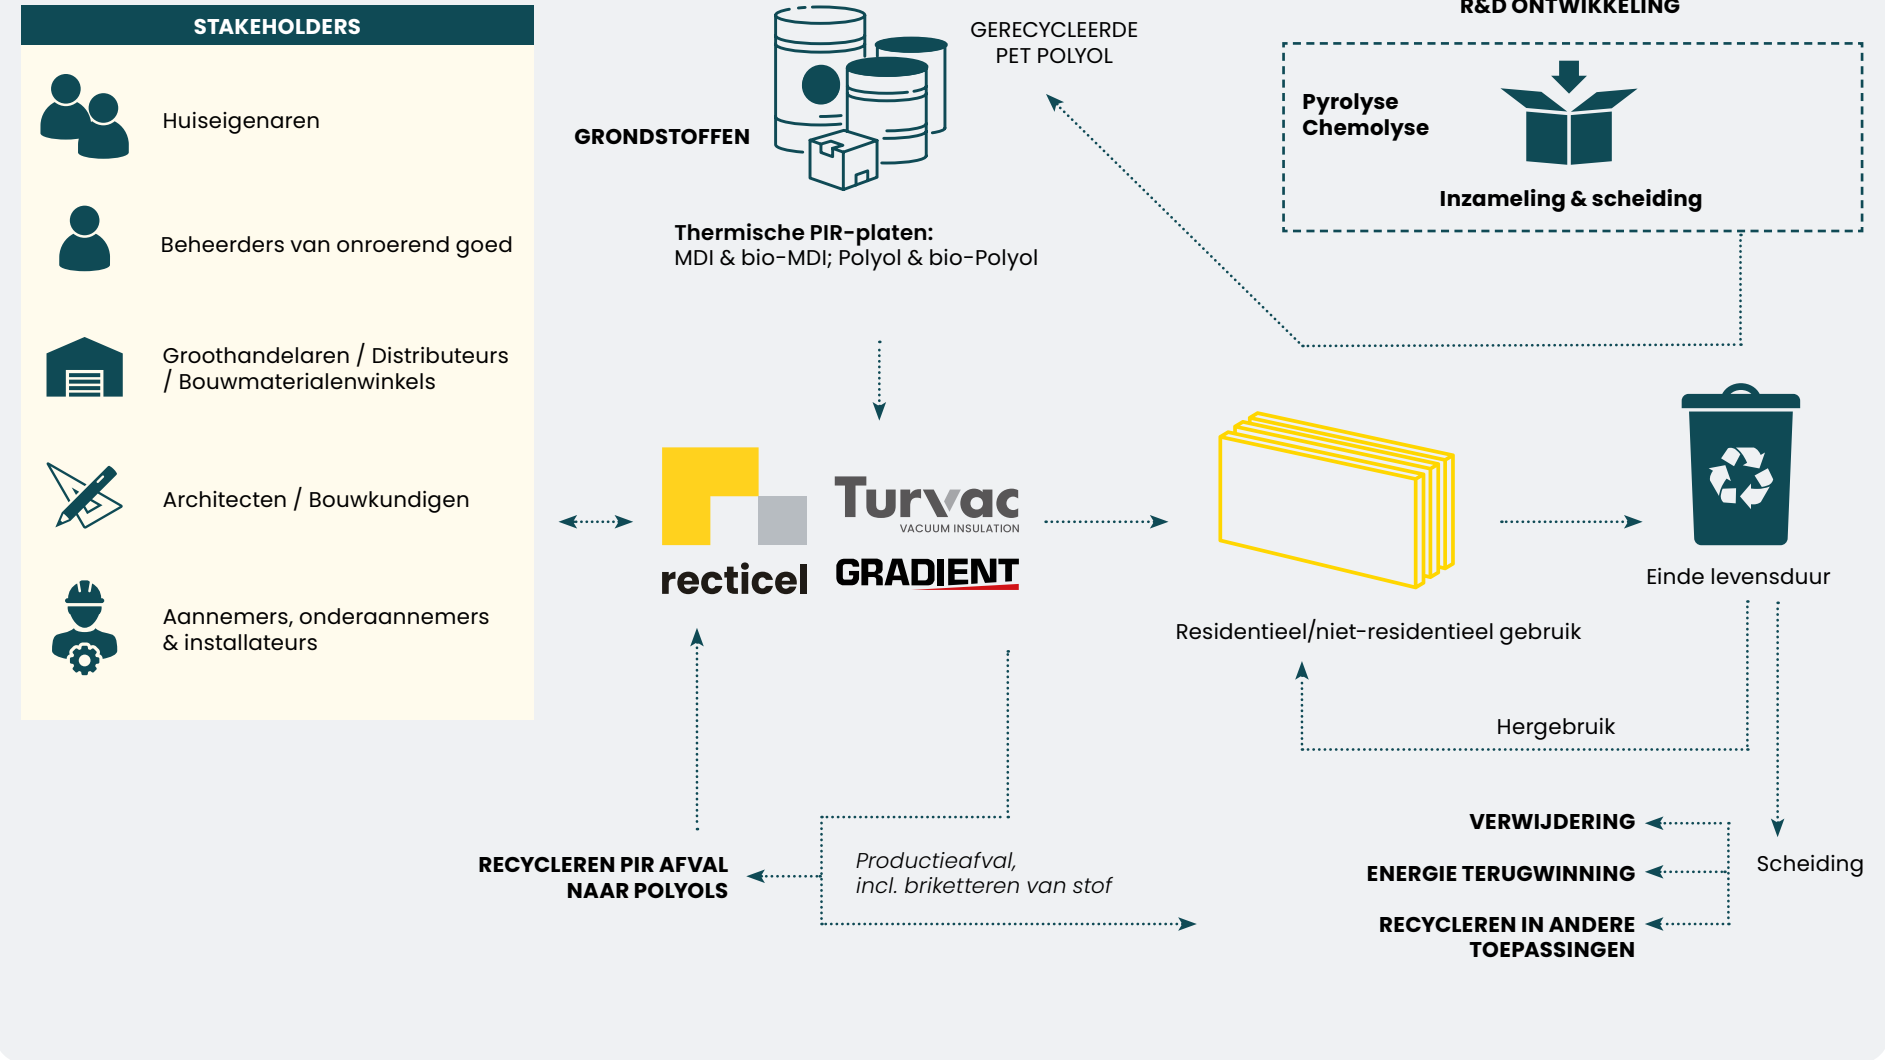 STAKEHOLDERS
Huiseigenaren
Beheerders van onroerend goed
Groothandelaren / Distributeurs
/ Bouwmaterialenwinkels
Architecten / Bouwkundigen
Aannemers, onderaannemers
& installateurs
GRONDSTOFFEN
GERECYCLEERDE
PET POLYOL
Thermische PIR-platen:
MDI & bio-MDI; Polyol & bio-Polyol
R&D ONTWIKKELING
Pyrolyse
Chemolyse
Inzameling & scheiding
recticel
Turvac
VACUUM INSULATION
GRADIENT
Residentieel/niet-residentieel gebruik
Einde levensduur
Hergebruik
RECYCLEREN PIR AFVAL
NAAR POLYOLS
Productieafval,
incl. briketteren van stof
VERWIJDERING
ENERGIE TERUGWINNING
RECYCLEREN IN ANDERE
TOEPASSINGEN
Scheiding